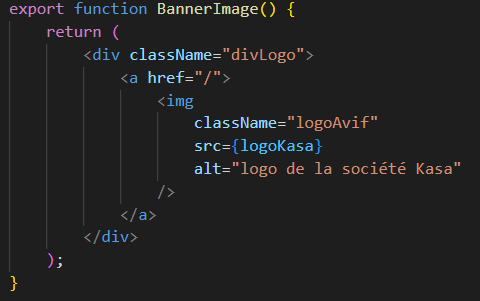 export function BannerImage() {
    return (
        <div className="divLogo">
            <a href="/">
                <img
                    className="logoAvif"
                    src={logoKasa}
                    alt="logo de la société Kasa"
                />
            </a>
        </div>
    );
}